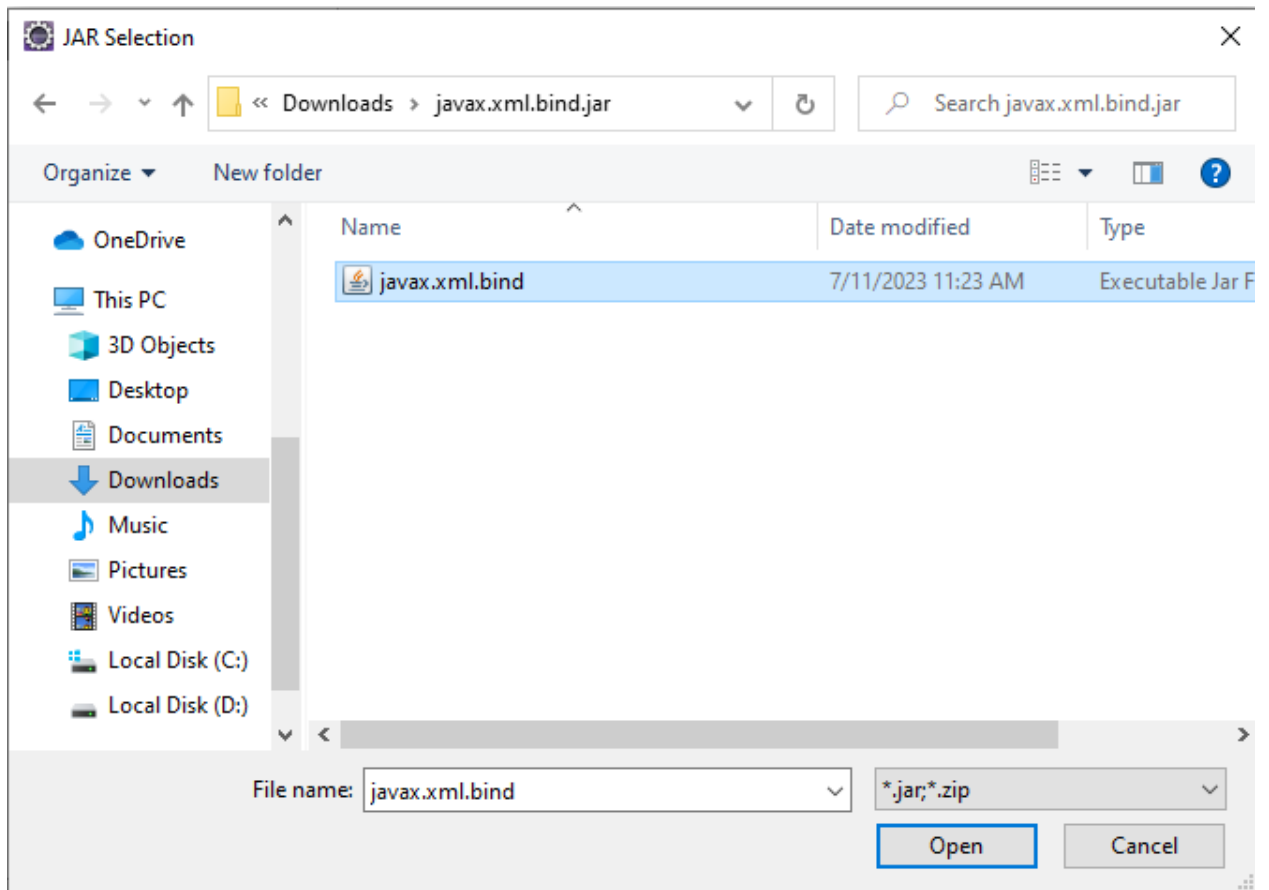 JAR Selection
« Downloads › javax.xml.bind.jar
Search javax.xml.bind.jar
Organize
New folder
Name
Date modified
Type
javax.xml.bind
7/11/2023 11:23 AM
Executable Jar F
OneDrive
This PC
3D Objects
Desktop
Documents
Downloads
Music
Pictures
Videos
Local Disk (C:)
Local Disk (D:)
File name:
javax.xml.bind
*.jar;*.zip
Open
Cancel